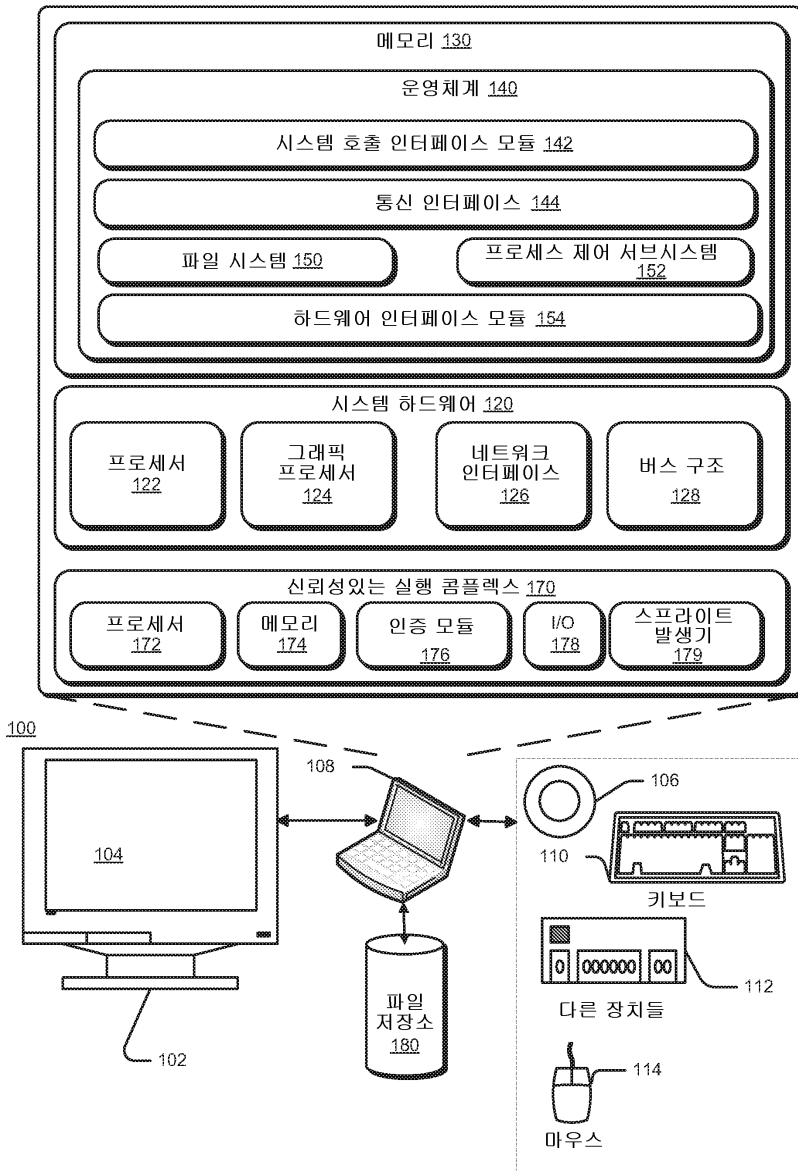 메모리 130
운영체계 140
시스템 호출 인터페이스 모듈 142
통신 인터페이스 144
파일 시스템 150
프로세스 제어 서브시스템
152
하드웨어 인터페이스 모듈 154
시스템 하드웨어 120
프로세서
122
그래픽
프로세서
124
네트워크
인터페이스
126
버스 구조
128
신뢰성있는 실행 콤플렉스 170
프로세서
172
메모리
174
인증 모듈
176
I/O
178
스프라이트
발생기
179
100
108
106
104
110
키보드
0 000000 00
112
다른 장치들
파일
저장소
180
102
114
마우스